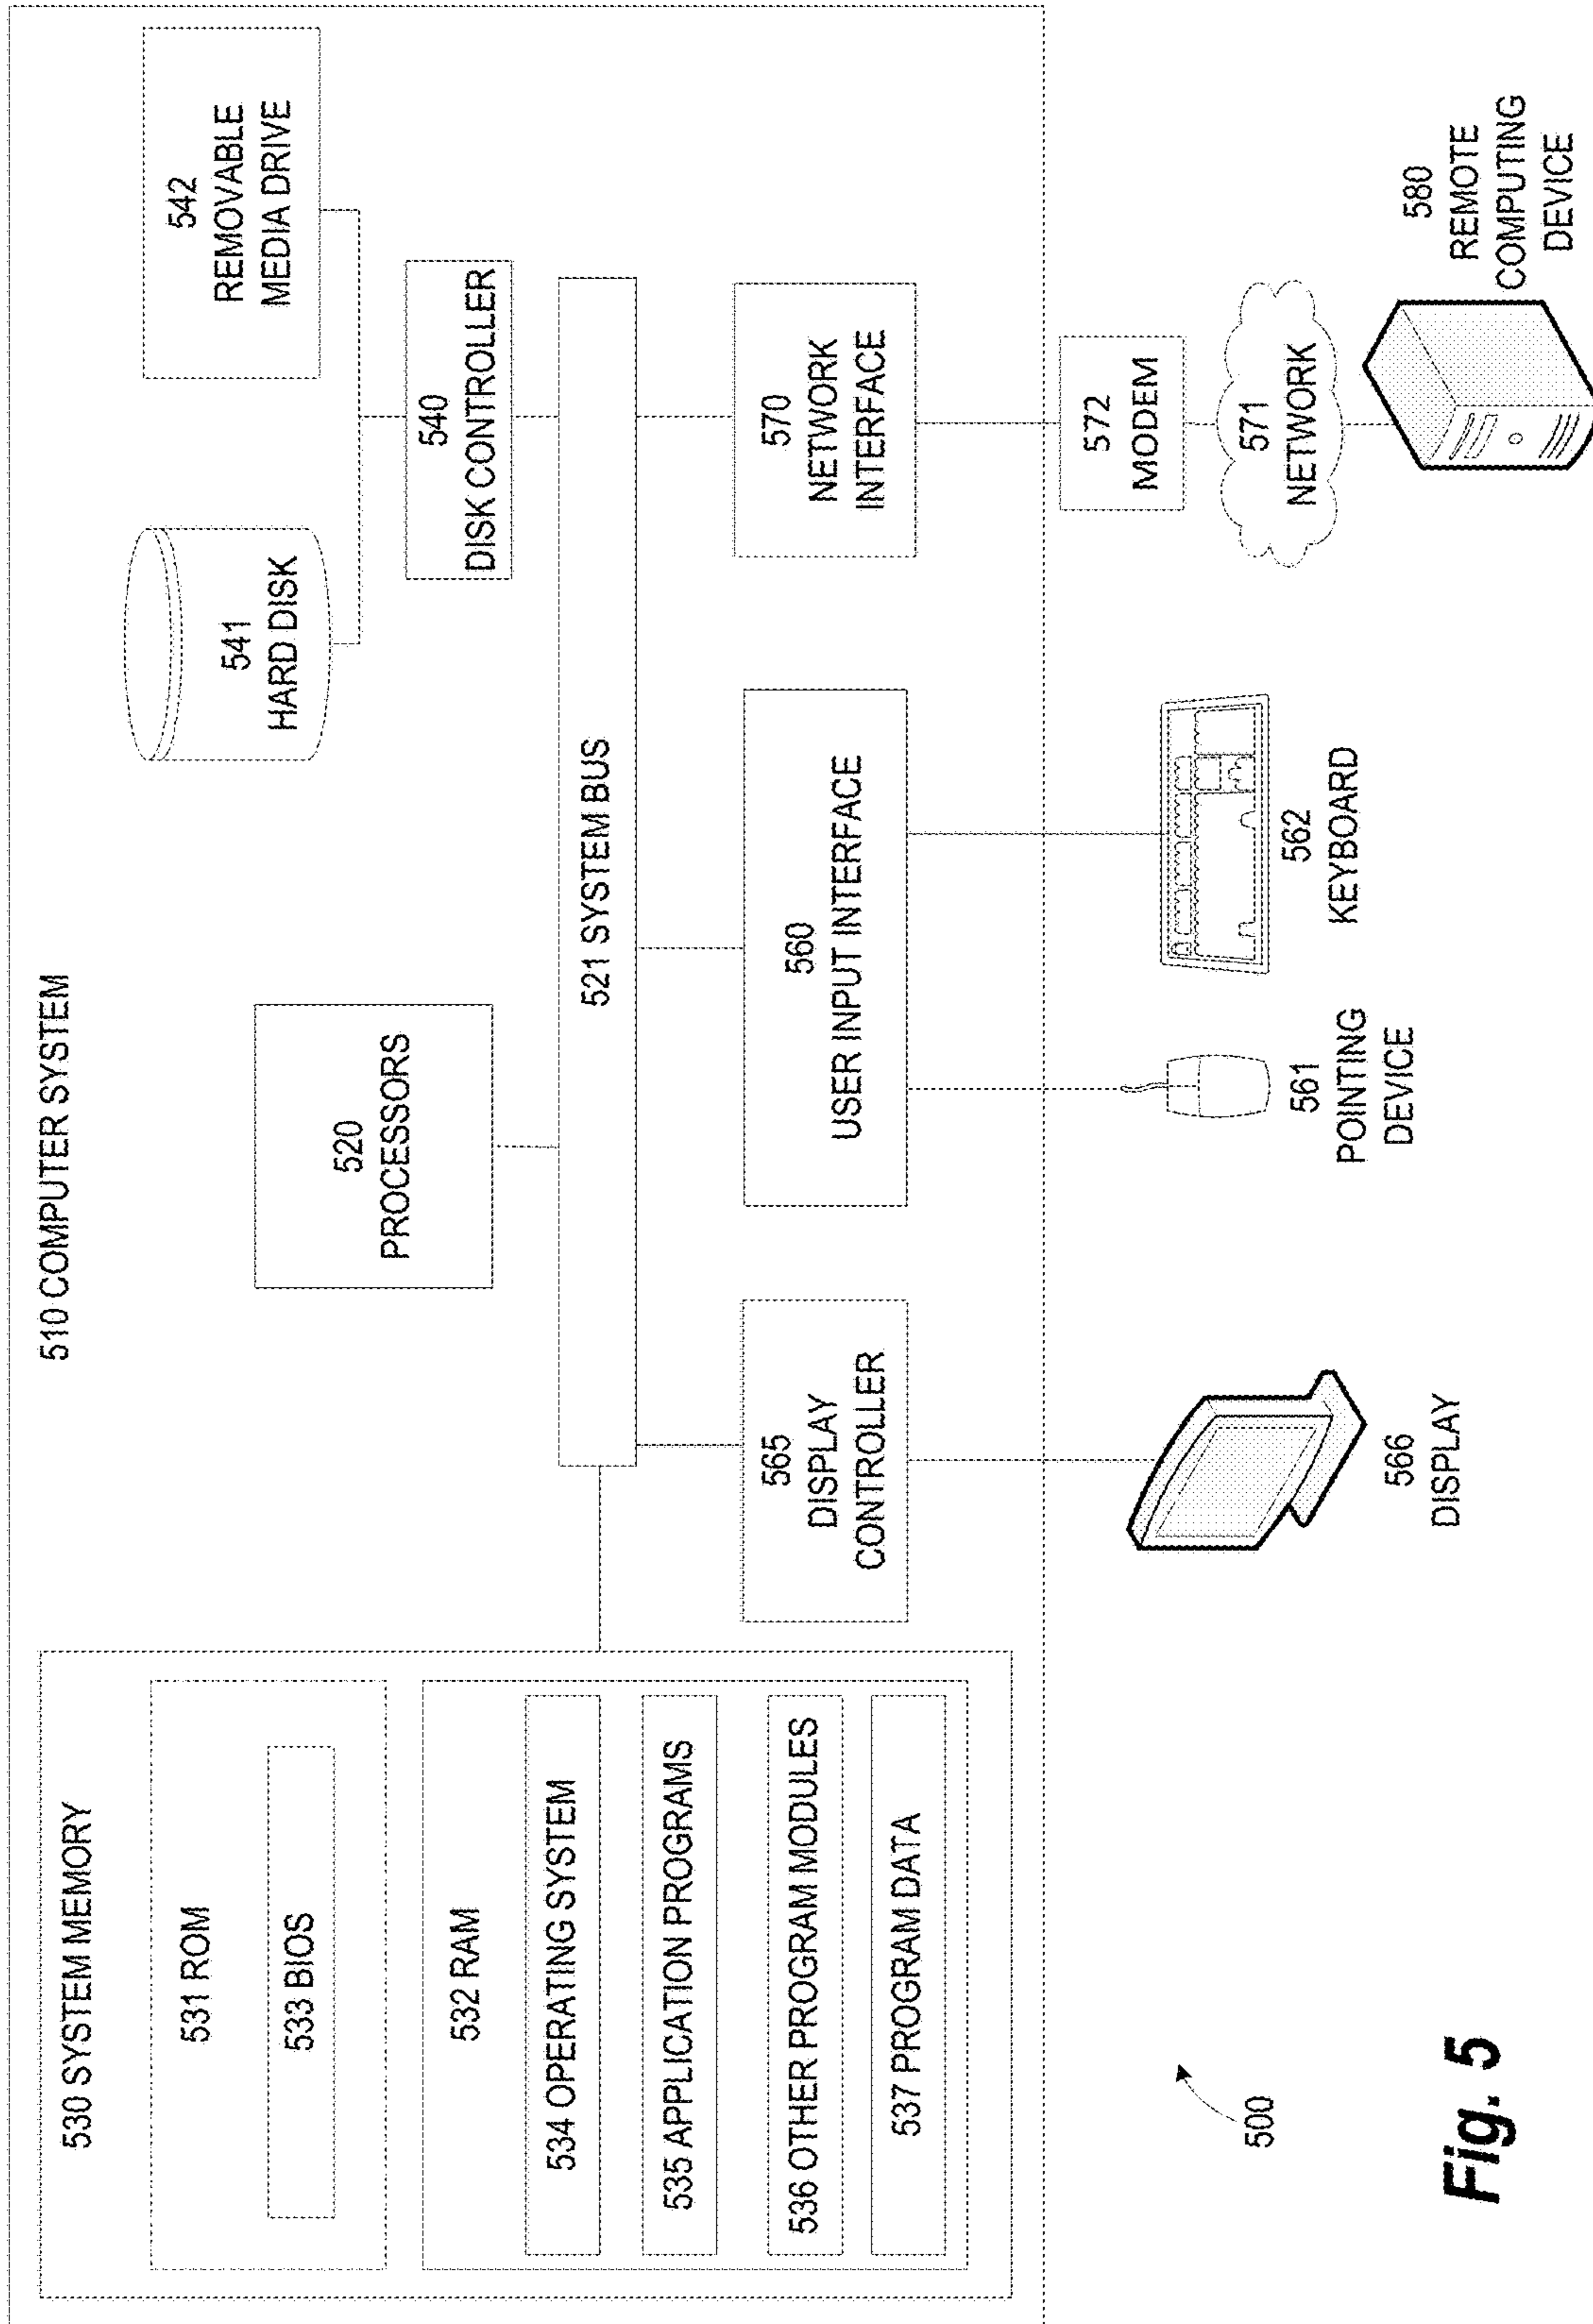 510 COMPUTER SYSTEM
530 SYSTEM MEMORY
531 ROM
533 BIOS
532 RAM
534 OPERATING SYSTEM
535 APPLICATION PROGRAMS
536 OTHER PROGRAM MODULES
537 PROGRAM DATA
520
PROCESSORS
541
HARD DISK
542
REMOVABLE
MEDIA DRIVE
540
DISK CONTROLLER
521 SYSTEM BUS
565
DISPLAY
CONTROLLER
560
USER INPUT INTERFACE
570
NETWORK
INTERFACE
572
MODEM
571
NETWORK
566
DISPLAY
561
POINTING
DEVICE
562
KEYBOARD
580
REMOTE
COMPUTING
DEVICE
500
Fig. 5